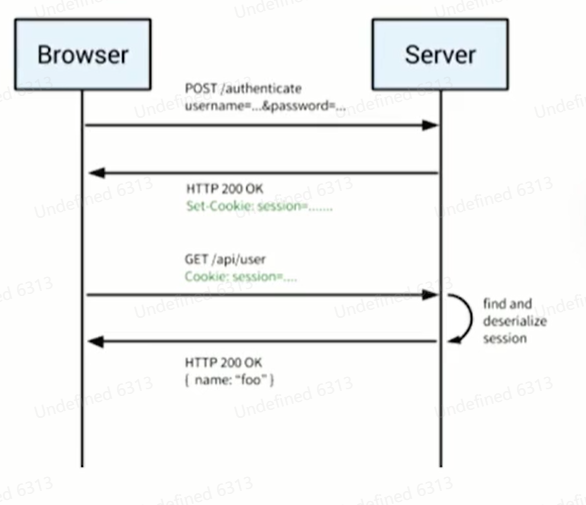 Browser
Server
POST /authenticate
username=...&password=...
HTTP 200 OK
Set-Cookie: session=.......
GET /api/user
Cookie: session=....
find and
deserialize
session
HTTP 200 OK
{ name: "foo" }
Undefined 6313